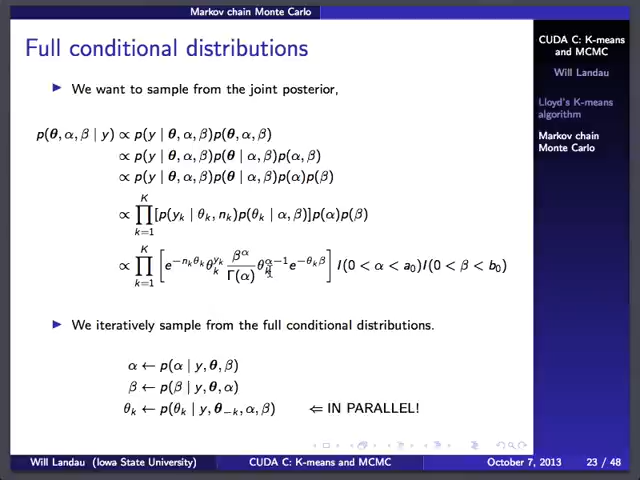 Markov chain Monte Carlo
Full conditional distributions
▶ We want to sample from the joint posterior,
p(θ, α, β | y) ∝ p(y | θ, α, β)p(θ, α, β)
∝ p(y | θ, α, β)p(θ | α, β)p(α, β)
∝ p(y | θ, α, β)p(θ | α, β)p(α)p(β)
∝ ∏_{k=1}^{K} [p(y_k | θ_k, n_k)p(θ_k | α, β)]p(α)p(β)
∝ ∏_{k=1}^{K} [e^{−n_kθ_k} θ_k^{y_k} \frac{β^α}{Γ(α)} θ_k^{α−1} e^{−θ_kβ}] I(0 < α < a_0)I(0 < β < b_0)
▶ We iteratively sample from the full conditional distributions.
α ← p(α | y, θ, β)
β ← p(β | y, θ, α)
θ_k ← p(θ_k | y, θ_{−k}, α, β) ⇐ IN PARALLEL!
CUDA C: K-means
and MCMC
Will Landau
Lloyd's K-means
algorithm
Markov chain
Monte Carlo
Will Landau (Iowa State University) CUDA C: K-means and MCMC October 7, 2013 23 / 48